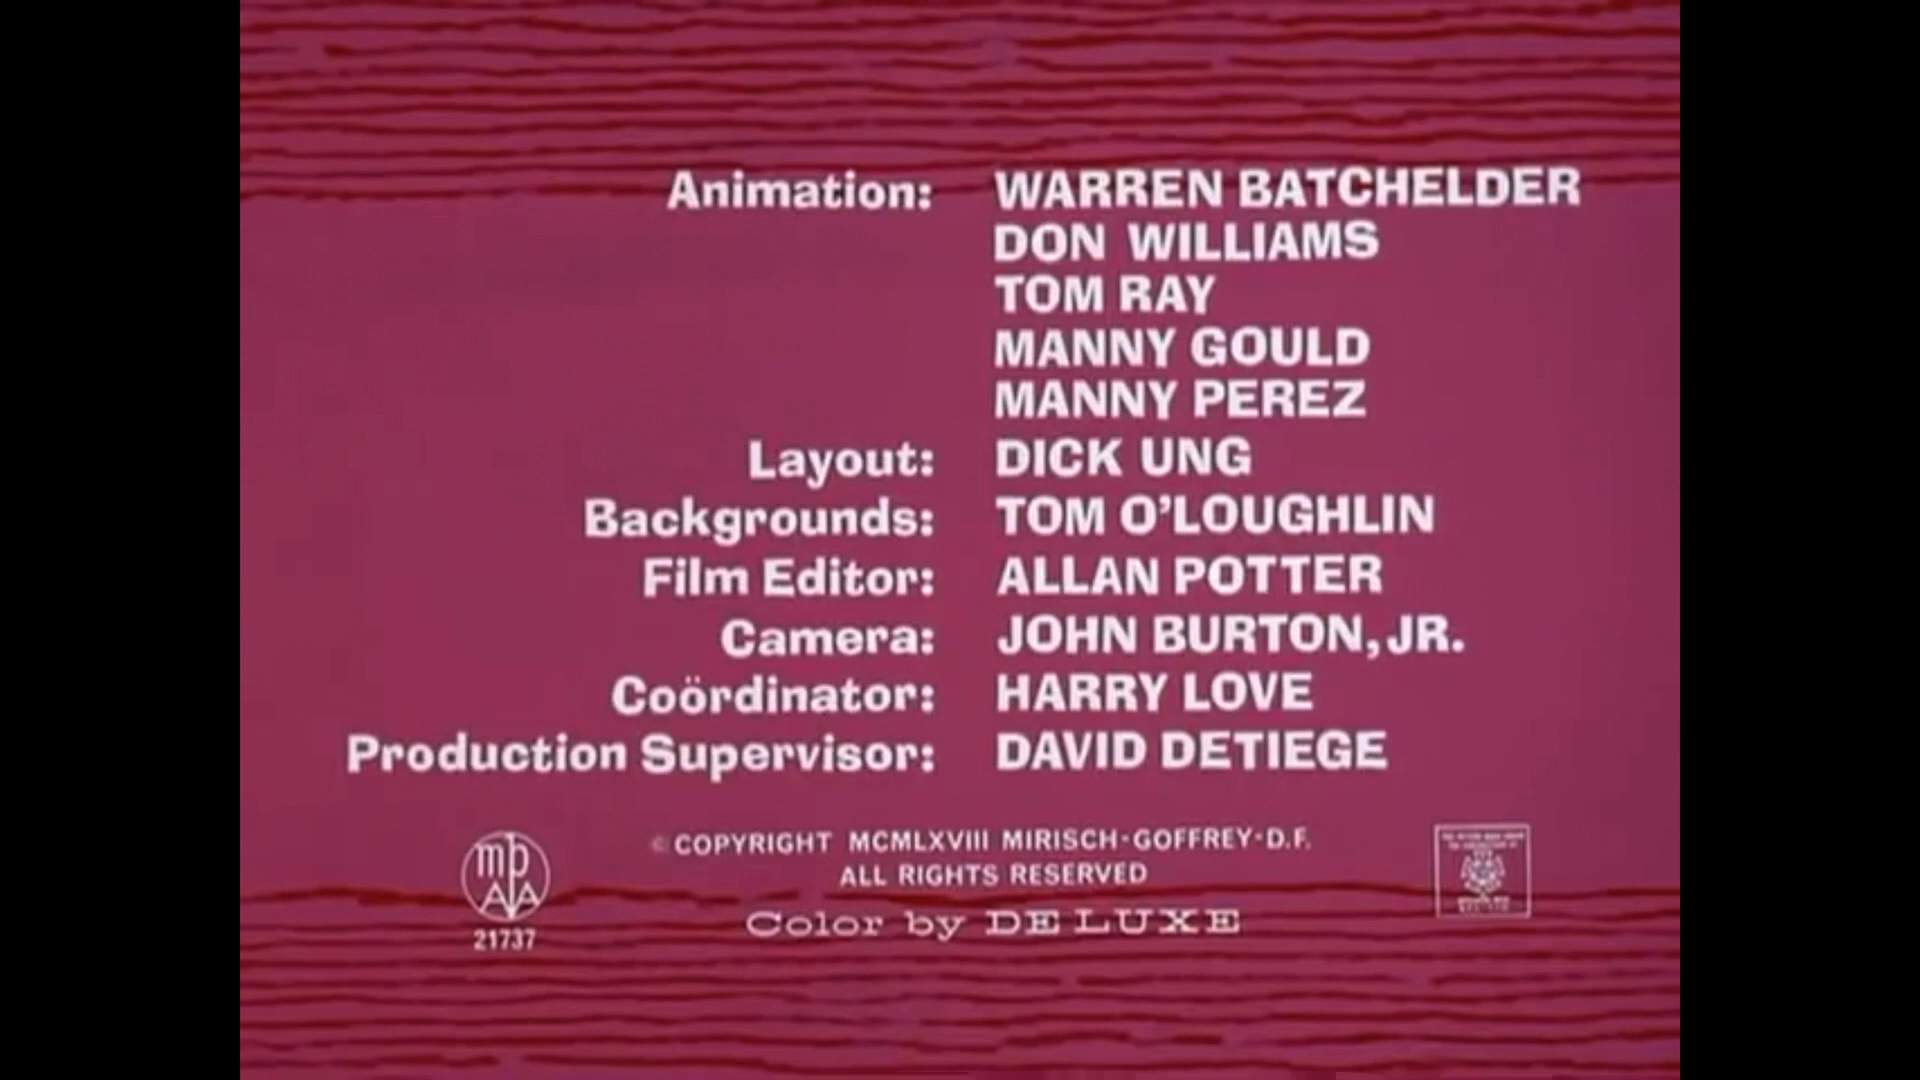 Animation: WARREN BATCHELDER
DON WILLIAMS
TOM RAY
MANNY GOULD
MANNY PEREZ
Layout: DICK UNG
Backgrounds: TOM O'LOUGHLIN
Film Editor: ALLAN POTTER
Camera: JOHN BURTON, JR.
Coördinator: HARRY LOVE
Production Supervisor: DAVID DETIEGE
© COPYRIGHT MCMLXVIII MIRISCH-GOFFREY-D.F.
ALL RIGHTS RESERVED
Color by DE LUXE
mpAA
21737